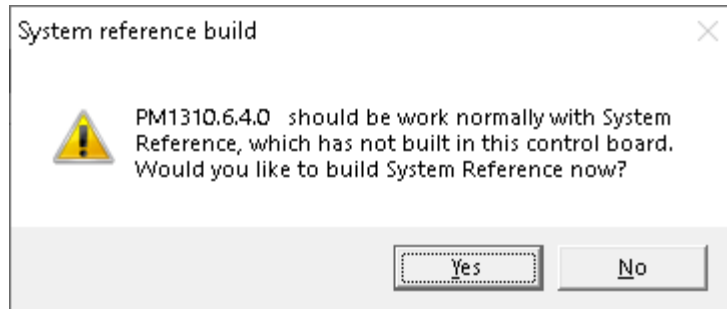 System reference build
PM1310.6.4.0   should be work normally with System
Reference, which has not built in this control board.
Would you like to build System Reference now?
Yes
No